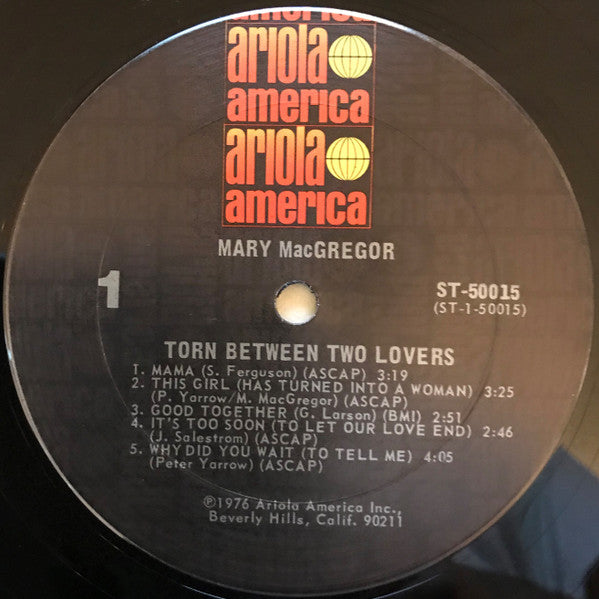 america
ariola
america
ariola
america
MARY MacGREGOR
1
ST-50015
(ST-1-50015)
TORN BETWEEN TWO LOVERS
1. MAMA (S. Ferguson) (ASCAP) 3:19
2. THIS GIRL (HAS TURNED INTO A WOMAN) 3:25
(P. Yarrow/M. MacGregor) (ASCAP)
3. GOOD TOGETHER (G. Larson) (BMI) 2:51
4. IT'S TOO SOON (TO LET OUR LOVE END) 2:46
(J. Salestrom) (ASCAP)
5. WHY DID YOU WAIT (TO TELL ME) 4:05
(Peter Yarrow) (ASCAP)
℗1976 Ariola America Inc.,
Beverly Hills, Calif. 90211